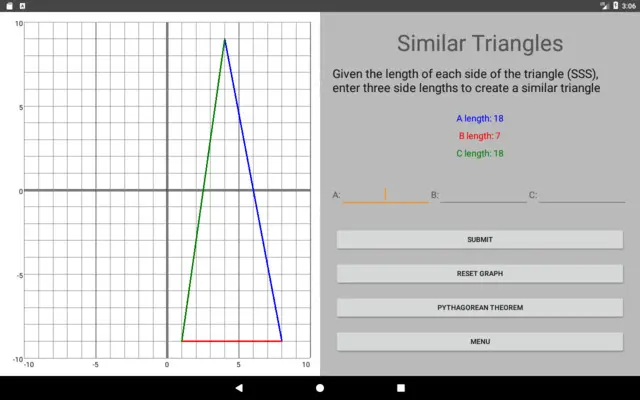 3:06
Similar Triangles
Given the length of each side of the triangle (SSS),
enter three side lengths to create a similar triangle
A length: 18
B length: 7
C length: 18
A: B: C:
SUBMIT
RESET GRAPH
PYTHAGOREAN THEOREM
MENU
10
5
0
-5
-10
-10 -5 0 5 10